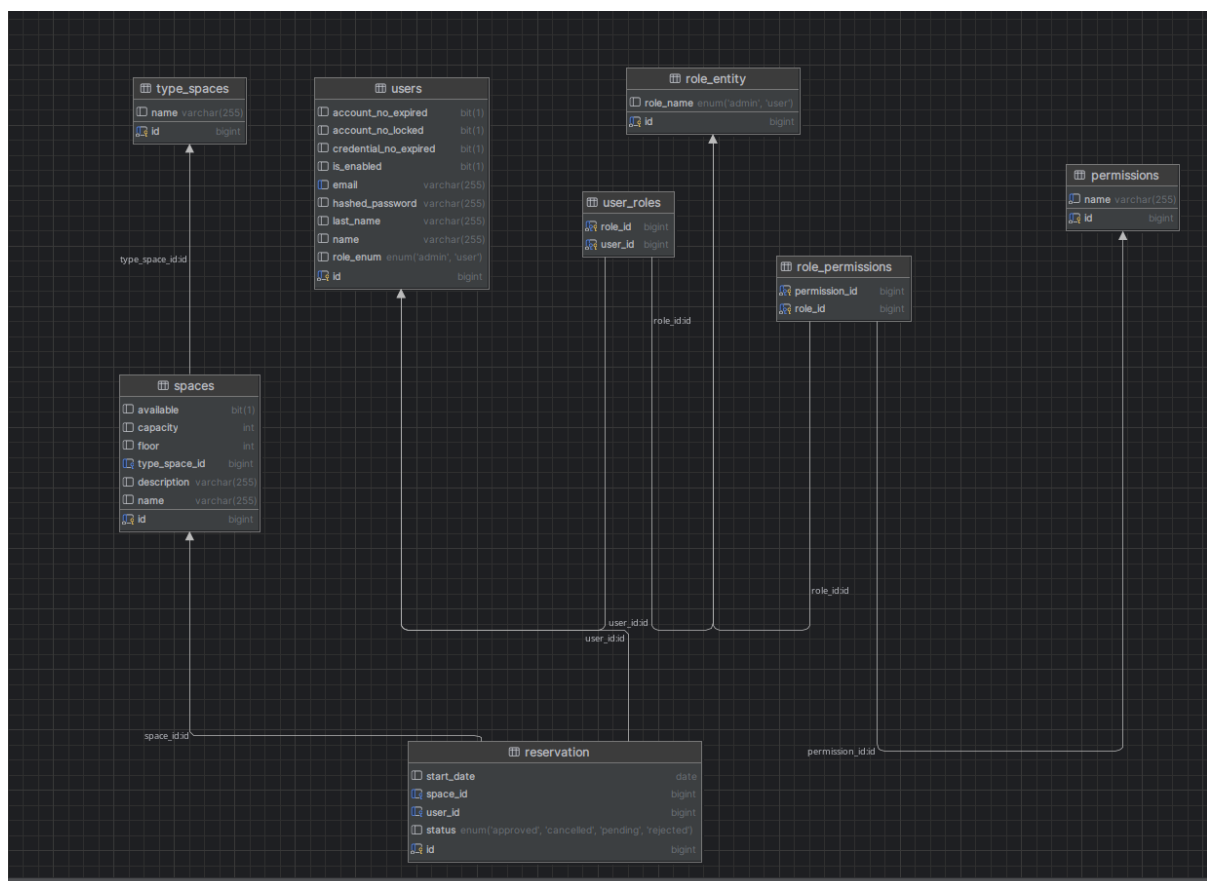 type_spaces
name varchar(255)
id bigint
users
account_no_expired bit(1)
account_no_locked bit(1)
credential_no_expired bit(1)
is_enabled bit(1)
email varchar(255)
hashed_password varchar(255)
last_name varchar(255)
name varchar(255)
role_enum enum('admin', 'user')
id bigint
role_entity
role_name enum('admin', 'user')
id bigint
user_roles
role_id bigint
user_id bigint
permissions
name varchar(255)
id bigint
role_permissions
permission_id bigint
role_id bigint
type_space_id:id
role_id:id
spaces
available bit(1)
capacity int
floor int
type_space_id bigint
description varchar(255)
name varchar(255)
id bigint
role_id:id
user_id:id
user_id:id
space_id:id
permission_id:id
reservation
start_date date
space_id bigint
user_id bigint
status enum('approved', 'cancelled', 'pending', 'rejected')
id bigint